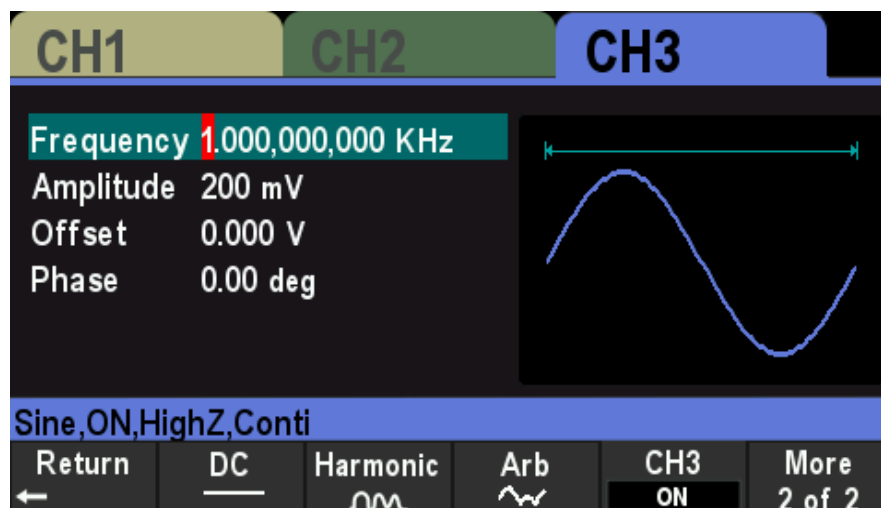 CH1 CH2 CH3
Frequency 1.000,000,000 KHz
Amplitude 200 mV
Offset 0.000 V
Phase 0.00 deg
Sine,ON,HighZ,Conti
Return DC Harmonic Arb CH3 More
ON 2 of 2